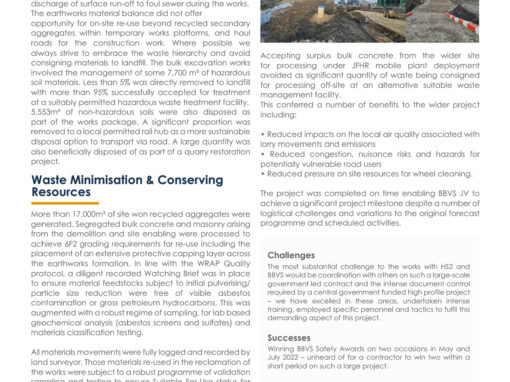 discharge of surface run-off to foul sewer during the works.
The earthworks material balance did not offer
opportunity for on-site re-use beyond recycled secondary
aggregates within temporary works platforms, and haul
roads for the construction work. Where possible we
always strive to embrace the waste hierarchy and avoid
consigning materials to landfill. The bulk excavation works
involved the management of some 7,700 m³ of hazardous
soil materials. Less than 5% was directly removed to landfill
with more than 95% successfully accepted for treatment
at a suitably permitted hazardous waste treatment facility.
5,553m³ of non-hazardous soils were also disposed as
part of the works package. A significant proportion was
removed to a local permitted rail hub as a more sustainable
disposal option to transport via road. A large quantity was
also beneficially disposed of as part of a quarry restoration
project.
Waste Minimisation & Conserving
Resources
More than 17,000m³ of site won recycled aggregates were
generated. Segregated bulk concrete and masonry arising
from the demolition and site enabling were processed to
achieve 6F2 grading requirements for re-use including the
placement of an extensive protective capping layer across
the earthworks formation. In line with the WRAP Quality
protocol, a diligent recorded Watching Brief was in place
to ensure material feedstocks subject to initial pulverising/
particle size reduction were free of visible asbestos
contamination or gross petroleum hydrocarbons. This was
augmented with a robust regime of sampling, for lab based
geochemical analysis (asbestos screens and sulfates) and
materials classification testing.
All materials movements were fully logged and recorded by
land surveyor. Those materials re-used in the reclamation of
the works were subject to a robust programme of validation
sampling and testing to ensure Suitable For Use status for
Accepting surplus bulk concrete from the wider site
for processing under JFHR mobile plant deployment
avoided as significant quantity of waste being consigned
for processing off-site at an alternative suitable waste
management facility.
This conferred a number of benefits to the wider project
including:
• Reduced impacts on the local air quality associated with
lorry movements and emissions
• Reduced congestion, nuisance risks and hazards for
potentially vulnerable road users
• Reduced pressure on site resources for wheel cleaning.
The project was completed on time enabling BBVS JV to
achieve a significant project milestone despite a number of
logistical challenges and variations to the original forecast
programme and scheduled activities.
Challenges
The most substantial challenge to the works with HS2 and
BBVS would be coordination with others on such a large-scale
government led contract and the intense document control
required by a central government funded high profile project
– we have excelled in these areas, undertaken intense
training, employed specific personnel and tactics to fulfil this
demanding aspect of this project.
Successes
Winning BBVS Safety Awards on two occasions in May and
July 2022 – unheard of for a contractor to win two within a
short period on such a large project.